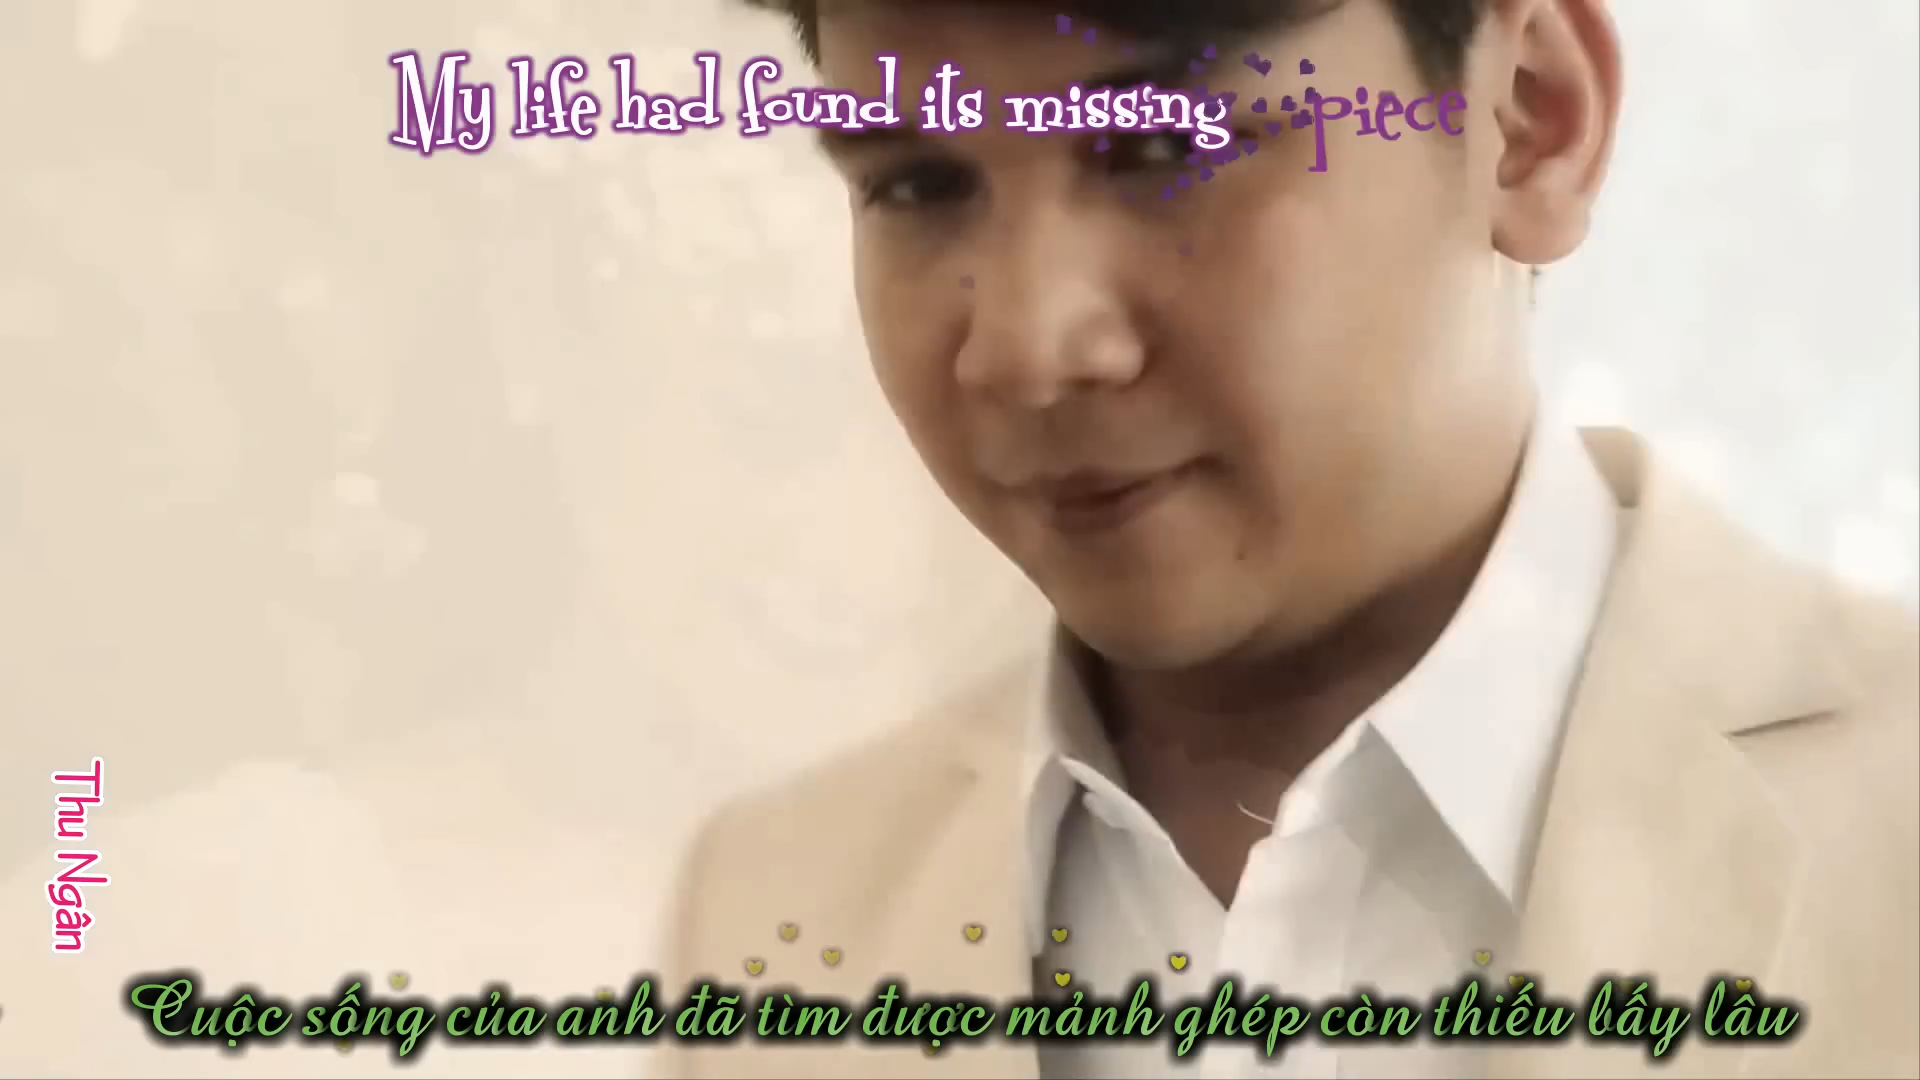 My life had found its missing piece
Thu Ngân
Cuộc sống của anh đã tìm được mảnh ghép còn thiếu bấy lâu